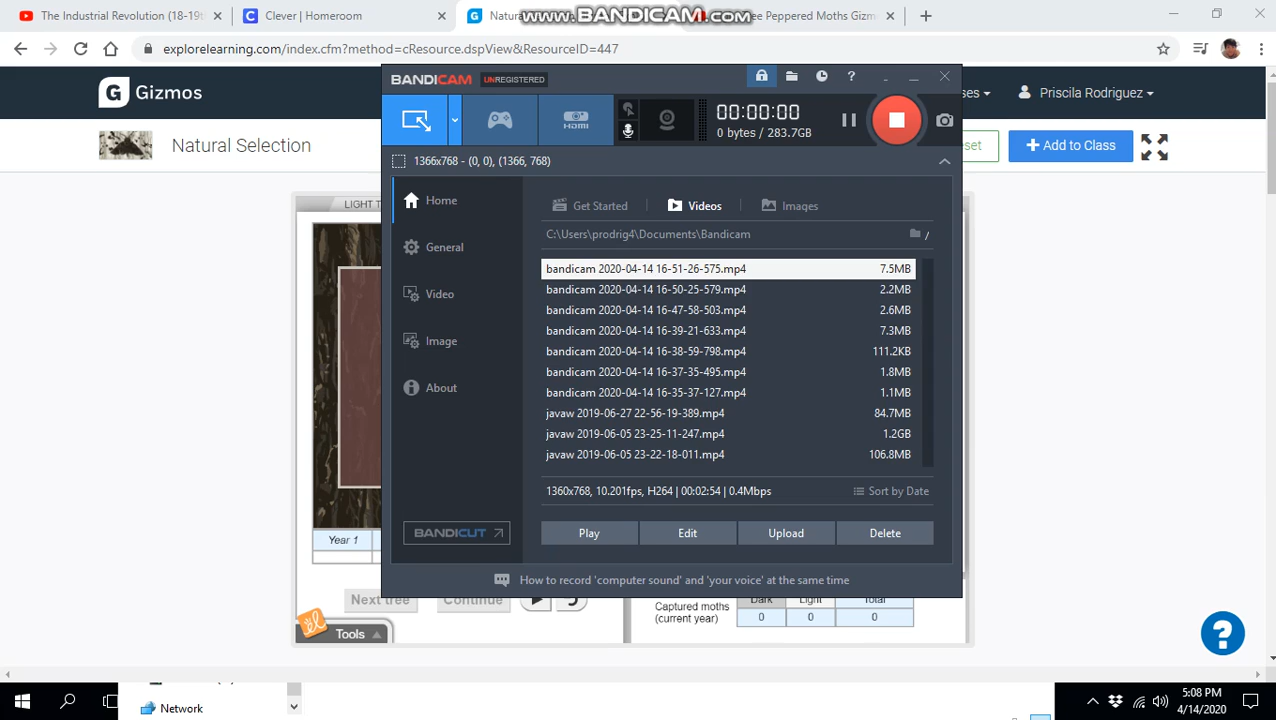 The Industrial Revolution (18-19t
Clever | Homeroom
Natu
www.BANDICAM.com
ee Peppered Moths Gizm
explorelearning.com/index.cfm?method=cResource.dspView&ResourceID=447
G Gizmos
Priscila Rodriguez
Natural Selection
eset
+ Add to Class
LIGHT T
BANDICAM UNREGISTERED
HDMI
00:00:00
0 bytes / 283.7GB
1366x768 - (0, 0), (1366, 768)
Home
General
Video
Image
About
BANDICUT
Get Started
Videos
Images
C:\Users\prodrig4\Documents\Bandicam
/
bandicam 2020-04-14 16-51-26-575.mp4 7.5MB
bandicam 2020-04-14 16-50-25-579.mp4 2.2MB
bandicam 2020-04-14 16-47-58-503.mp4 2.6MB
bandicam 2020-04-14 16-39-21-633.mp4 7.3MB
bandicam 2020-04-14 16-38-59-798.mp4 111.2KB
bandicam 2020-04-14 16-37-35-495.mp4 1.8MB
bandicam 2020-04-14 16-35-37-127.mp4 1.1MB
javaw 2019-06-27 22-56-19-389.mp4 84.7MB
javaw 2019-06-05 23-25-11-247.mp4 1.2GB
javaw 2019-06-05 23-22-18-011.mp4 106.8MB
1360x768, 10.201fps, H264 | 00:02:54 | 0.4Mbps
Sort by Date
Play
Edit
Upload
Delete
How to record 'computer sound' and 'your voice' at the same time
Year 1
Next tree
Continue
Tools
Dark Light Total
Captured moths
(current year)
0 0 0
?
Network
5:08 PM
4/14/2020